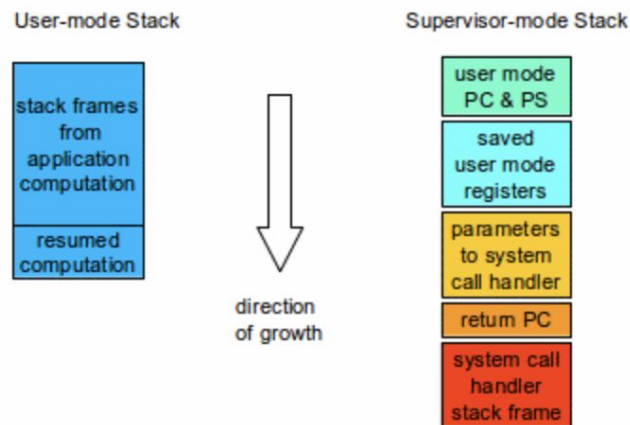 User-mode Stack
stack frames
from
application
computation
resumed
computation
direction
of growth
Supervisor-mode Stack
user mode
PC & PS
saved
user mode
registers
parameters
to system
call handler
return PC
system call
handler
stack frame